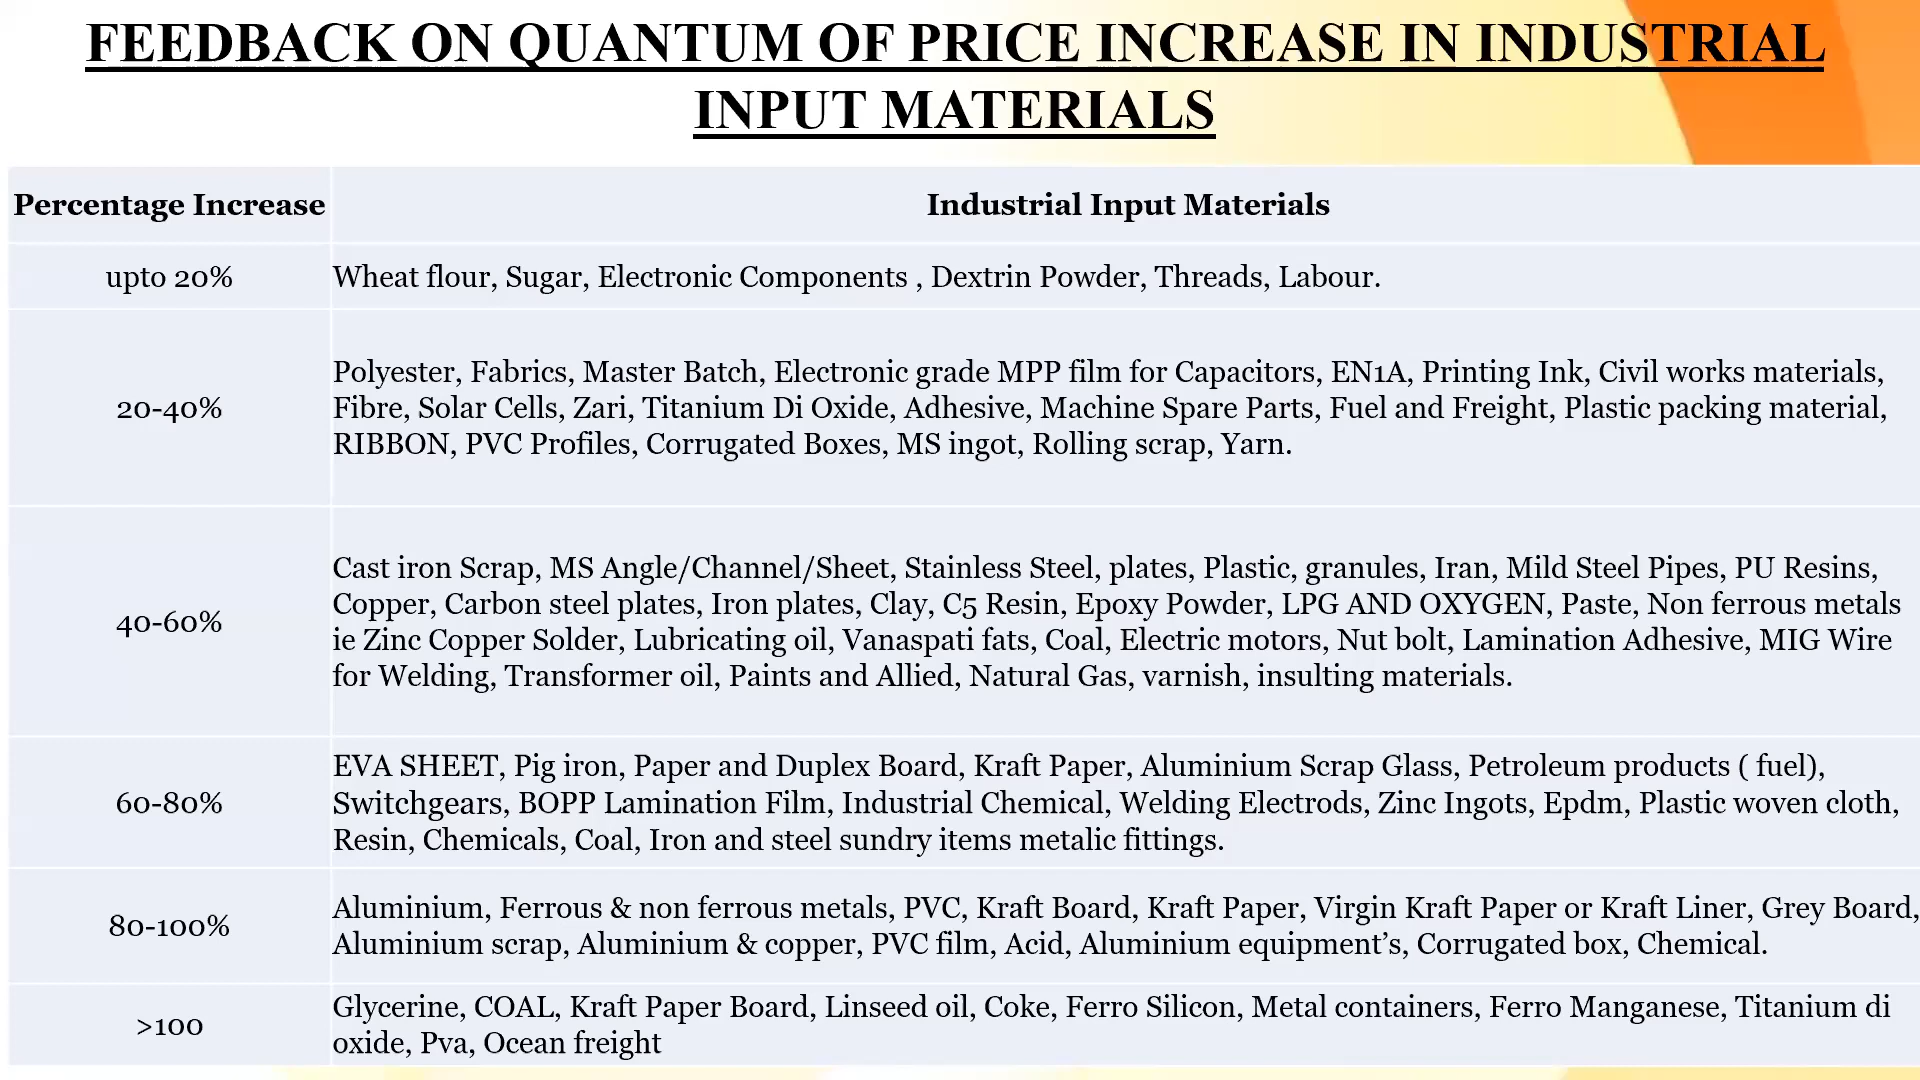 FEEDBACK ON QUANTUM OF PRICE INCREASE IN INDUSTRIAL
INPUT MATERIALS
Percentage Increase
Industrial Input Materials
upto 20%
Wheat flour, Sugar, Electronic Components , Dextrin Powder, Threads, Labour.
20-40%
Polyester, Fabrics, Master Batch, Electronic grade MPP film for Capacitors, EN1A, Printing Ink, Civil works materials,
Fibre, Solar Cells, Zari, Titanium Di Oxide, Adhesive, Machine Spare Parts, Fuel and Freight, Plastic packing material,
RIBBON, PVC Profiles, Corrugated Boxes, MS ingot, Rolling scrap, Yarn.
40-60%
Cast iron Scrap, MS Angle/Channel/Sheet, Stainless Steel, plates, Plastic, granules, Iran, Mild Steel Pipes, PU Resins,
Copper, Carbon steel plates, Iron plates, Clay, C5 Resin, Epoxy Powder, LPG AND OXYGEN, Paste, Non ferrous metals
ie Zinc Copper Solder, Lubricating oil, Vanaspati fats, Coal, Electric motors, Nut bolt, Lamination Adhesive, MIG Wire
for Welding, Transformer oil, Paints and Allied, Natural Gas, varnish, insulting materials.
60-80%
EVA SHEET, Pig iron, Paper and Duplex Board, Kraft Paper, Aluminium Scrap Glass, Petroleum products ( fuel),
Switchgears, BOPP Lamination Film, Industrial Chemical, Welding Electrods, Zinc Ingots, Epdm, Plastic woven cloth,
Resin, Chemicals, Coal, Iron and steel sundry items metalic fittings.
80-100%
Aluminium, Ferrous & non ferrous metals, PVC, Kraft Board, Kraft Paper, Virgin Kraft Paper or Kraft Liner, Grey Board,
Aluminium scrap, Aluminium & copper, PVC film, Acid, Aluminium equipment’s, Corrugated box, Chemical.
>100
Glycerine, COAL, Kraft Paper Board, Linseed oil, Coke, Ferro Silicon, Metal containers, Ferro Manganese, Titanium di
oxide, Pva, Ocean freight